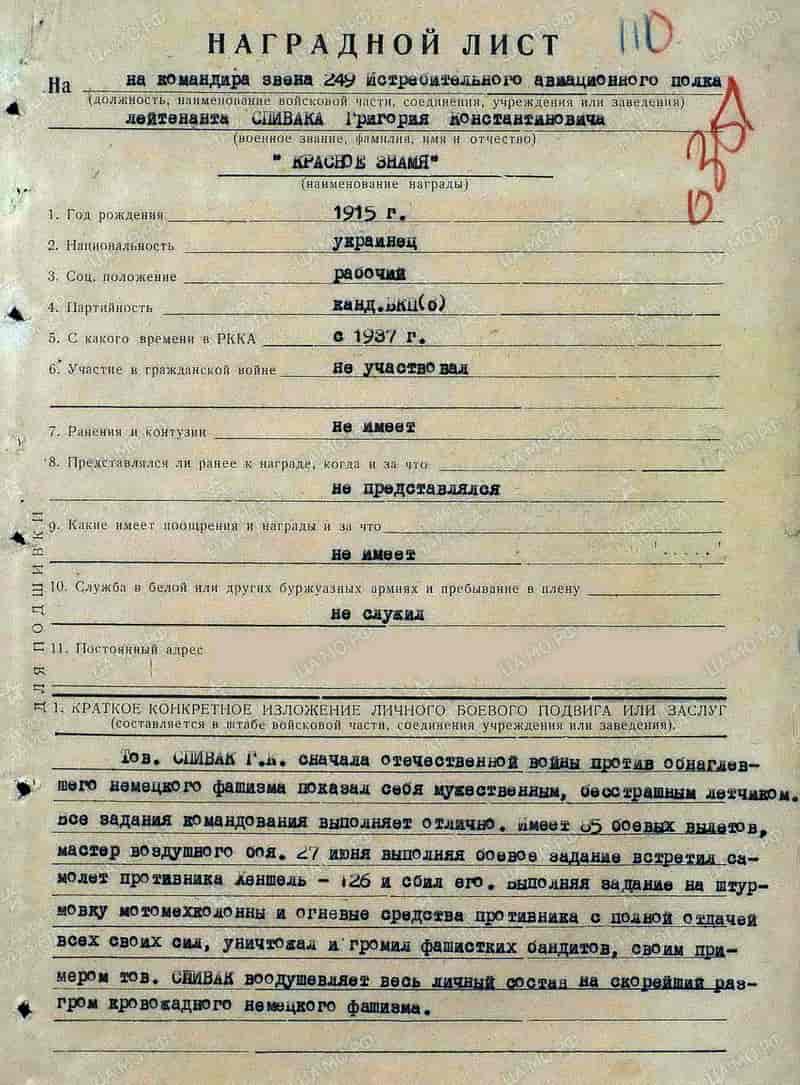 НАГРАДНОЙ ЛИСТ
На на командира звена 249 истребительного авиационного полка
(должность, наименование войсковой части, соединения, учреждения или заведения)
лейтенанта СПИВАКА Григория Константиновича
(военное звание, фамилия, имя и отчество)
"КРАСНОЕ ЗНАМЯ"
(наименование награды)
1. Год рождения 1915 г.
2. Национальность украинец
3. Соц. положение рабочий
4. Партийность канд.ВКП(б)
5. С какого времени в РККА с 1937 г.
6. Участие в гражданской войне не участвовал
7. Ранения и контузии не имеет
8. Представлялся ли ранее к награде, когда и за что
не представлялся
9. Какие имеет поощрения и награды и за что
не имеет
10. Служба в белой или других буржуазных армиях и пребывание в плену
не служил
11. Постоянный адрес
ДЛЯ ПОДШИВКИ
1. КРАТКОЕ КОНКРЕТНОЕ ИЗЛОЖЕНИЕ ЛИЧНОГО БОЕВОГО ПОДВИГА ИЛИ ЗАСЛУГ
(составляется в штабе войсковой части, соединения учреждения или заведения).
Тов. СПИВАК Г.К. сначала отечественной войны против обнаглев-
шего немецкого фашизма показал себя мужественным, бесстрашным летчиком.
Все задания командования выполняет отлично. Имеет 65 боевых вылетов,
мастер воздушного боя. 27 июня выполняя боевое задание встретил са-
молет противника Хеншель - 126 и сбил его. Выполняя задание на штур-
мовку мотомехколонны и огневые средства противника с полной отдачей
всех своих сил, уничтожал и громил фашистких бандитов, своим при-
мером тов. СПИВАК воодушевляет весь личный состав на скорейший раз-
гром кровожадного немецкого фашизма.
ЦАМО.РФ